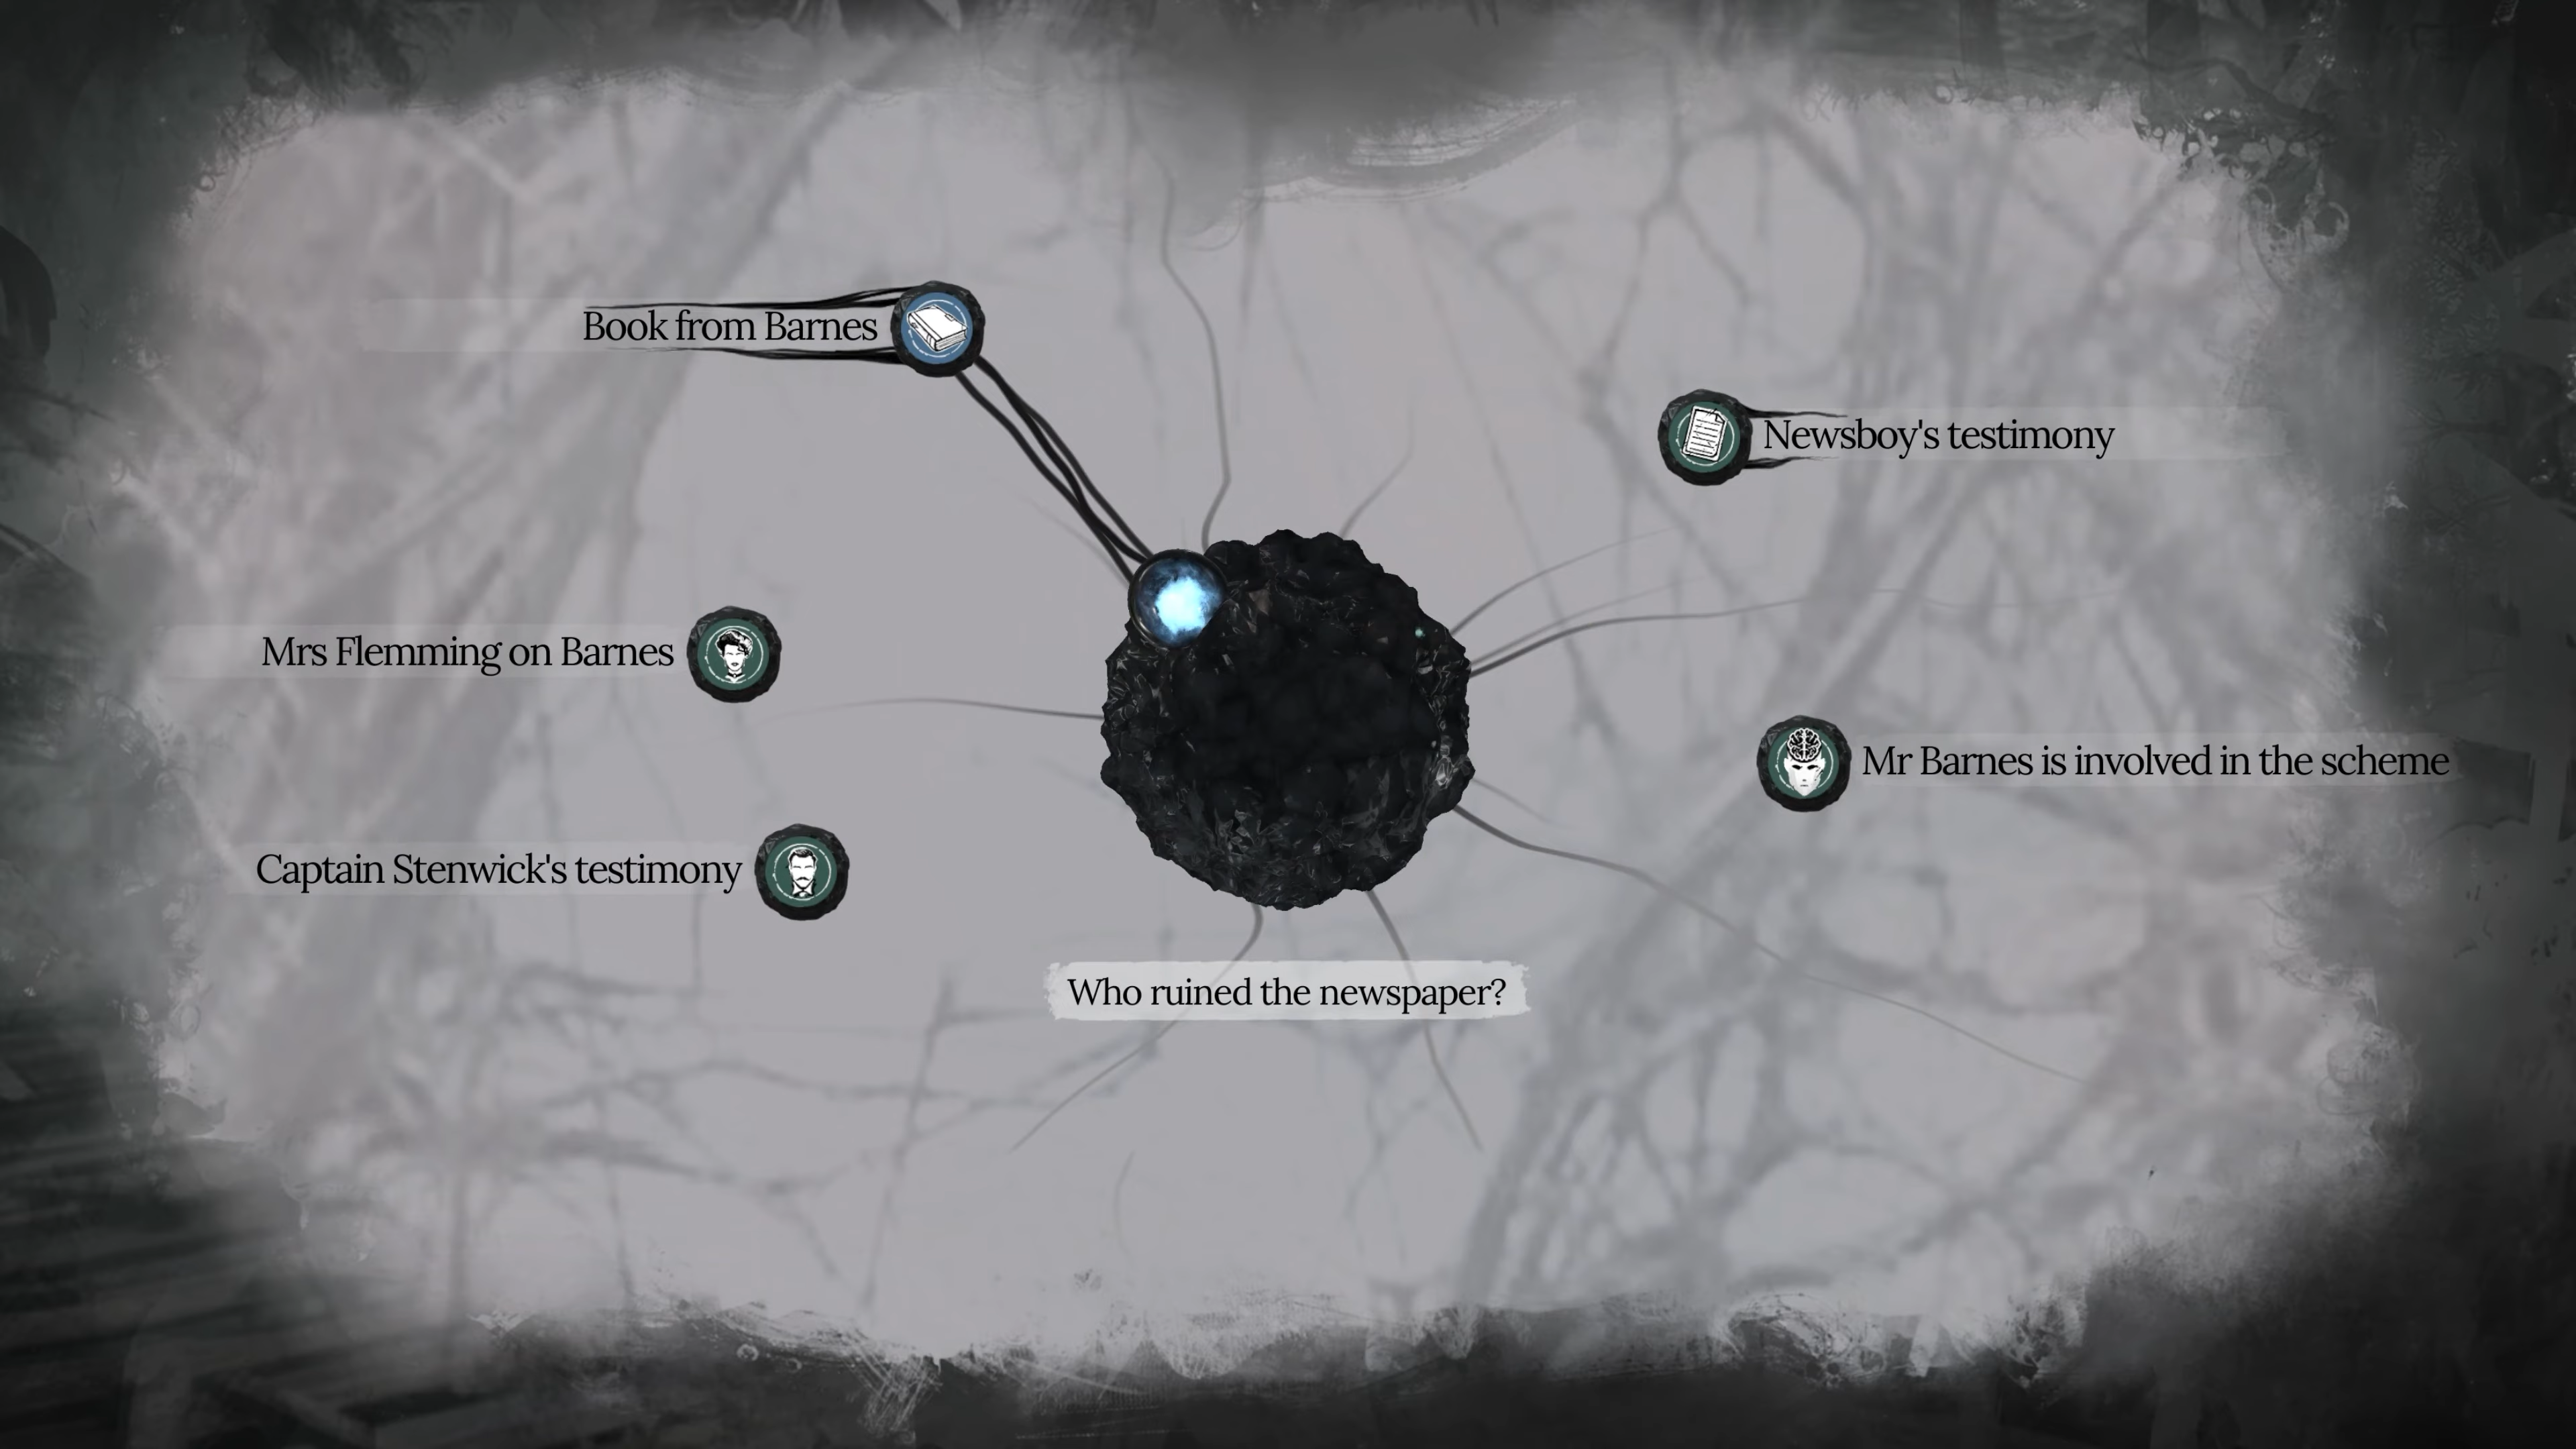 Book from Barnes
Newsboy's testimony
Mrs Flemming on Barnes
Mr Barnes is involved in the scheme
Captain Stenwick's testimony
Who ruined the newspaper?